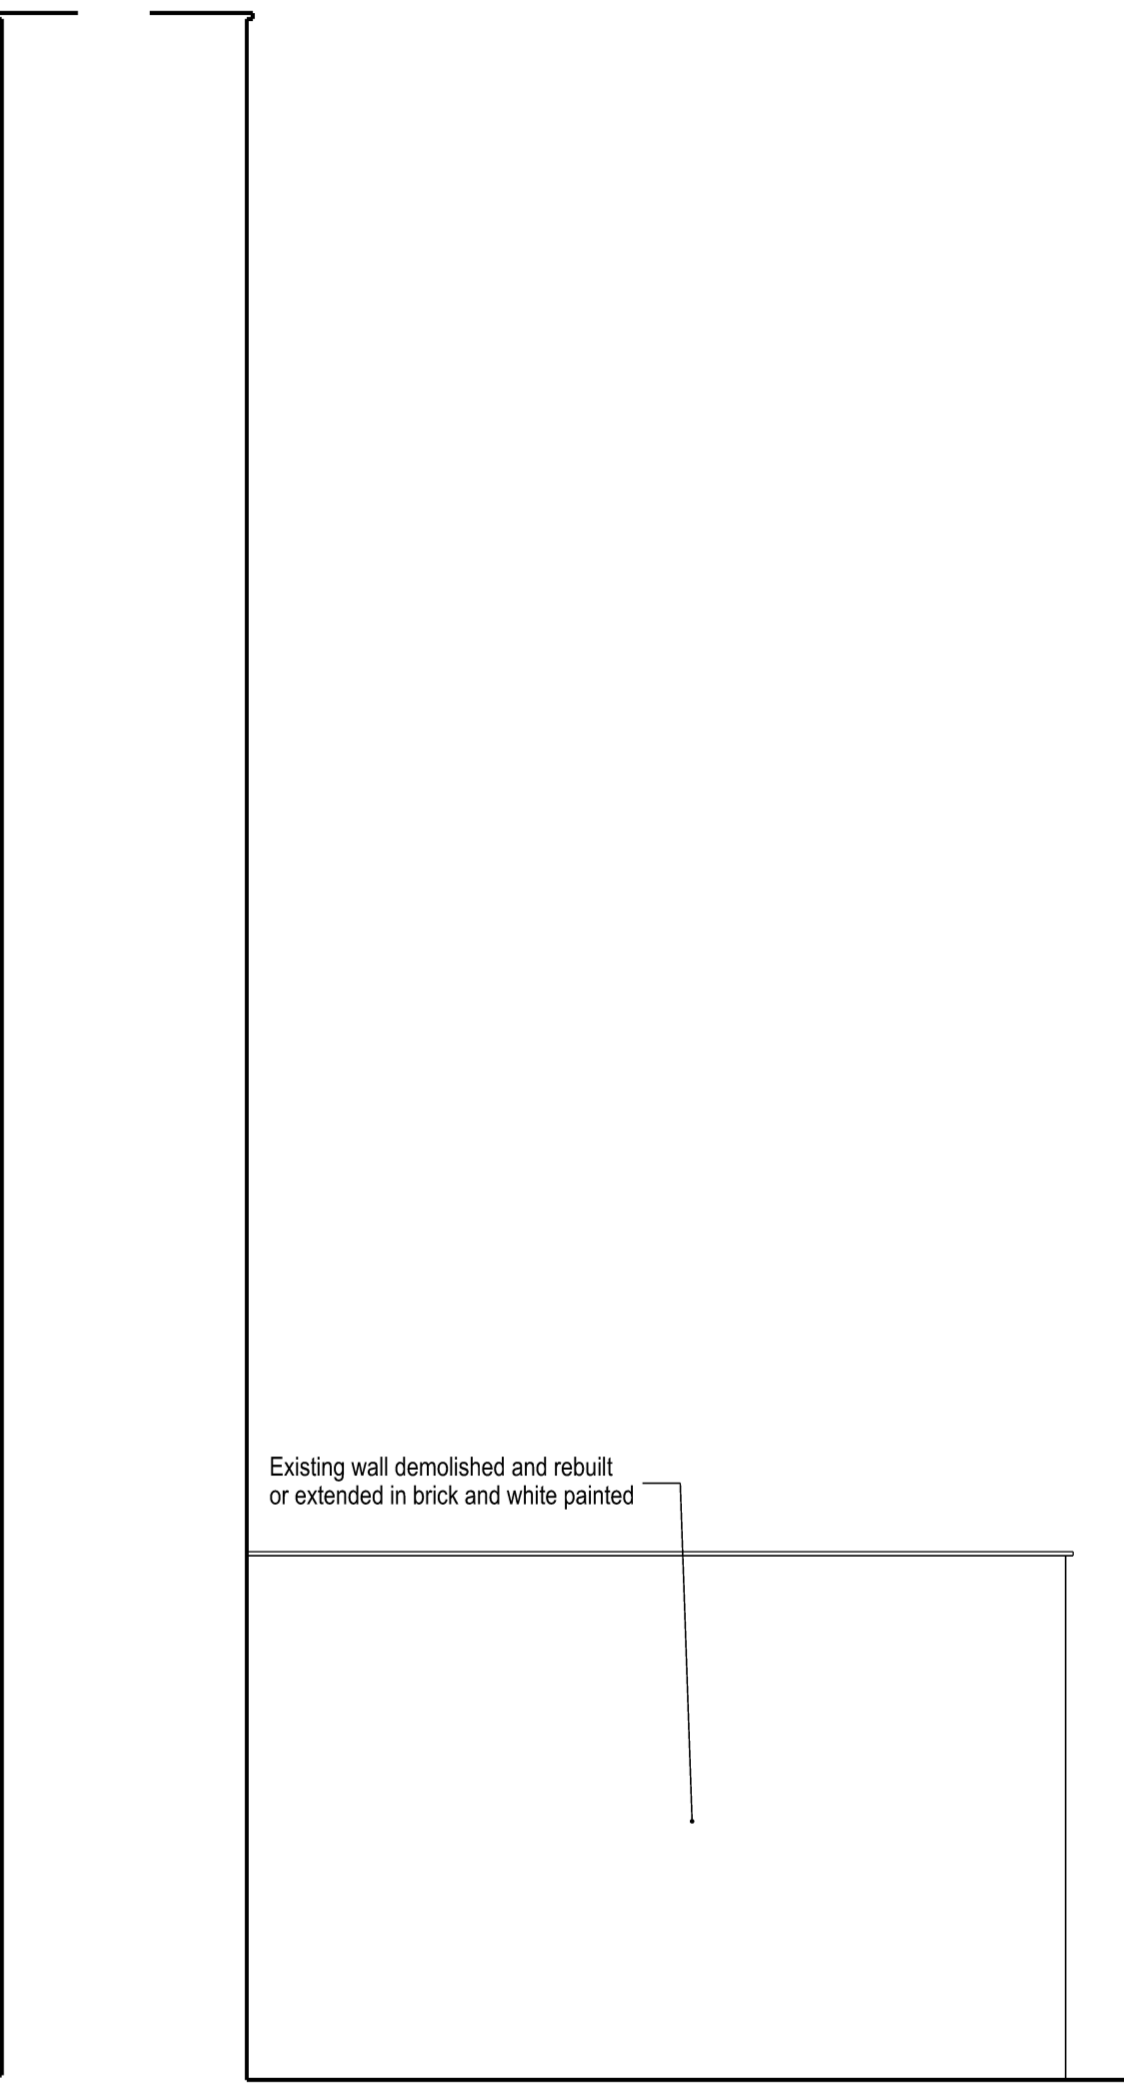 Existing wall demolished and rebuilt
or extended in brick and white painted